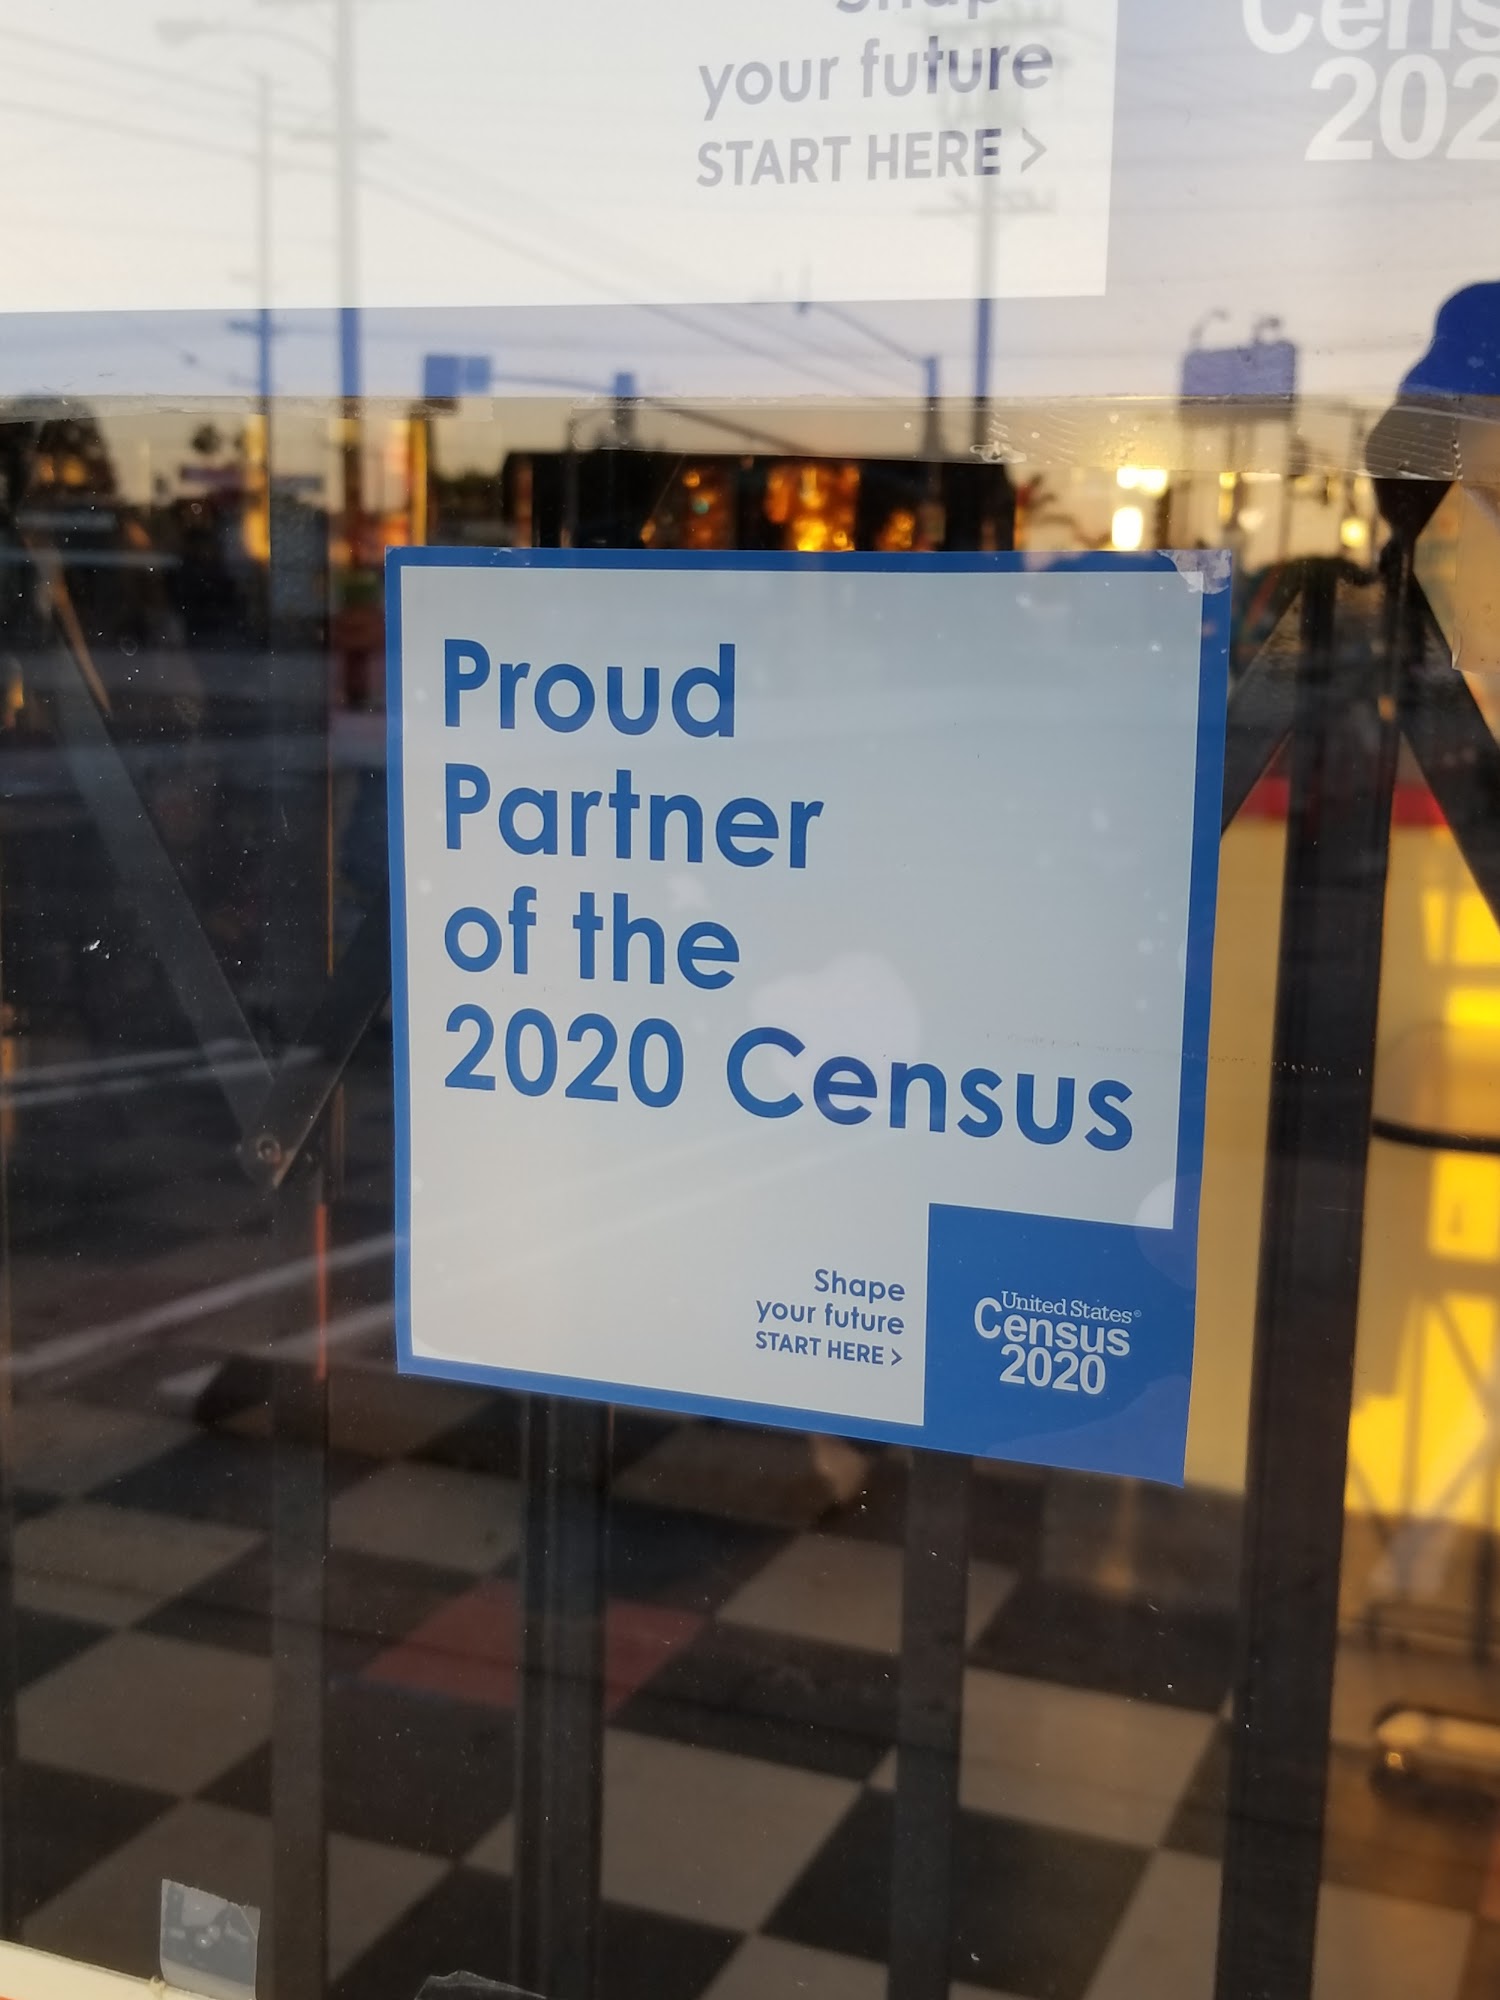 your future
START HERE >
Proud
Partner
of the
2020 Census
Shape
your future
START HERE >
United States®
Census
2020